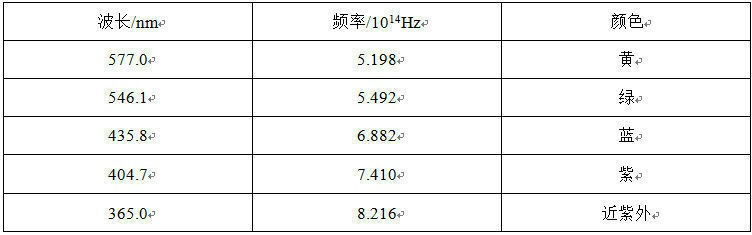 波长/nm 频率/10¹⁴Hz 颜色
577.0 5.198 黄
546.1 5.492 绿
435.8 6.882 蓝
404.7 7.410 紫
365.0 8.216 近紫外